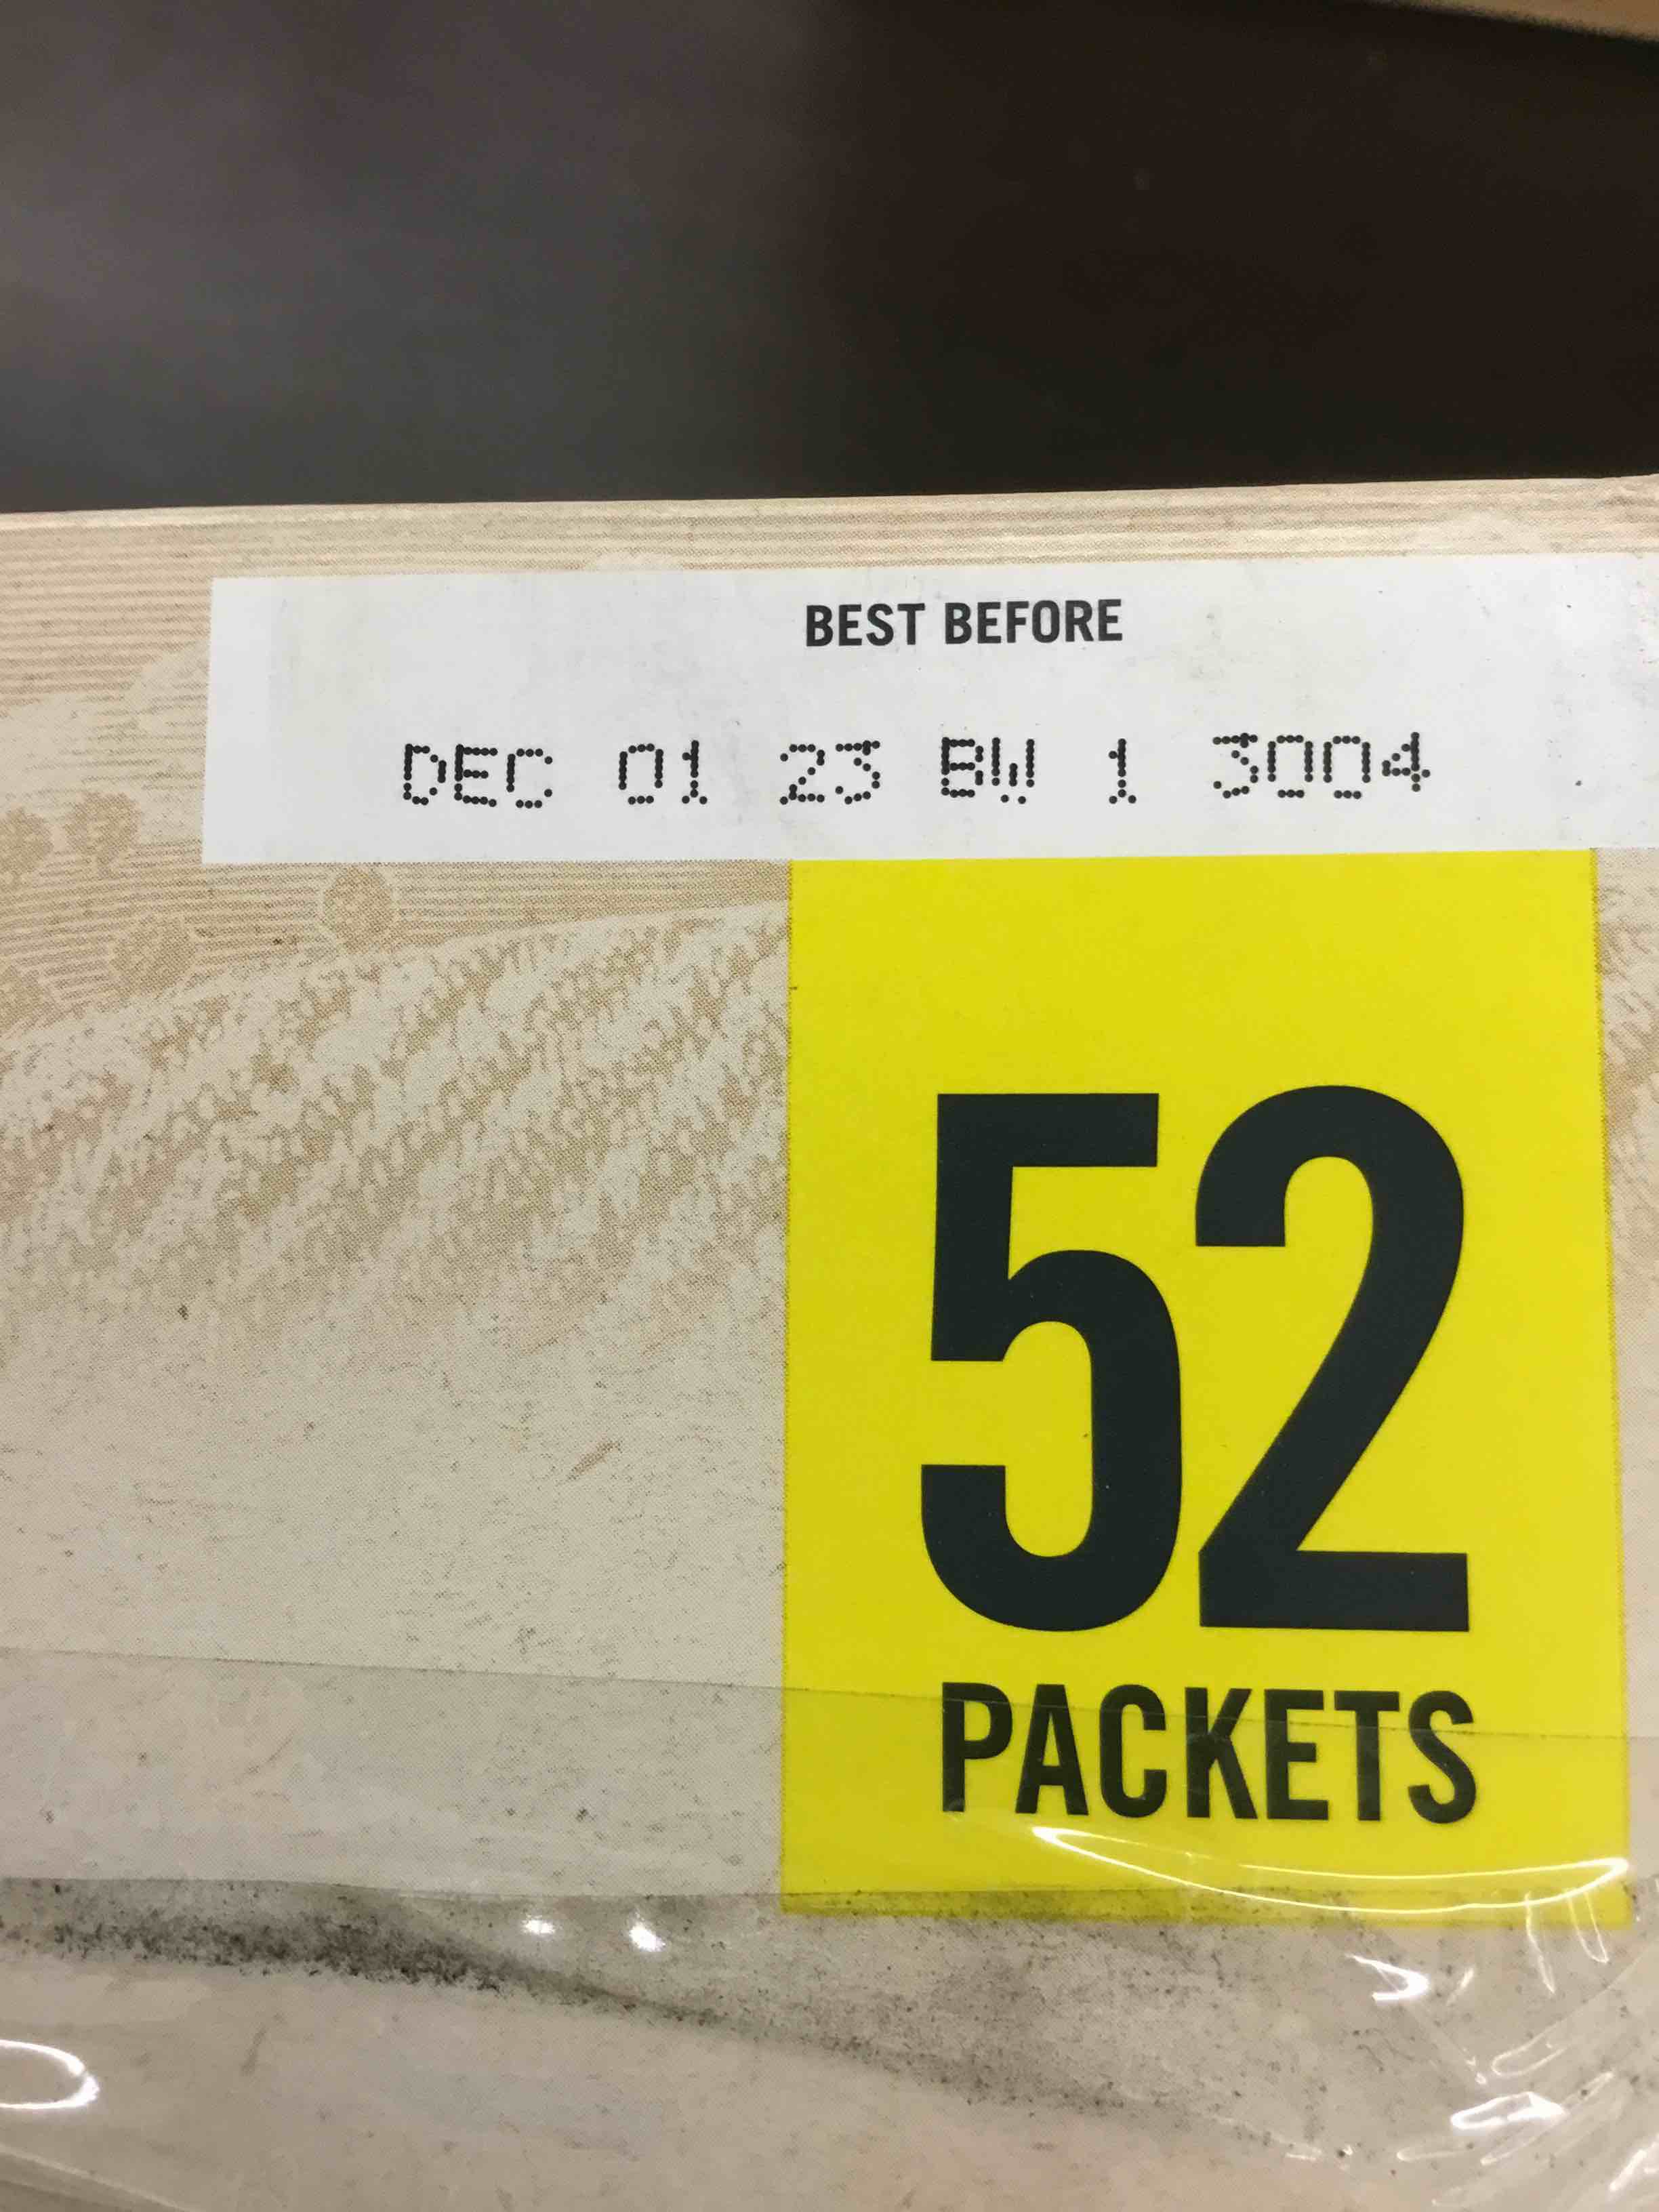 BEST BEFORE
DEC 01 23 BW 1 3004
52
PACKETS